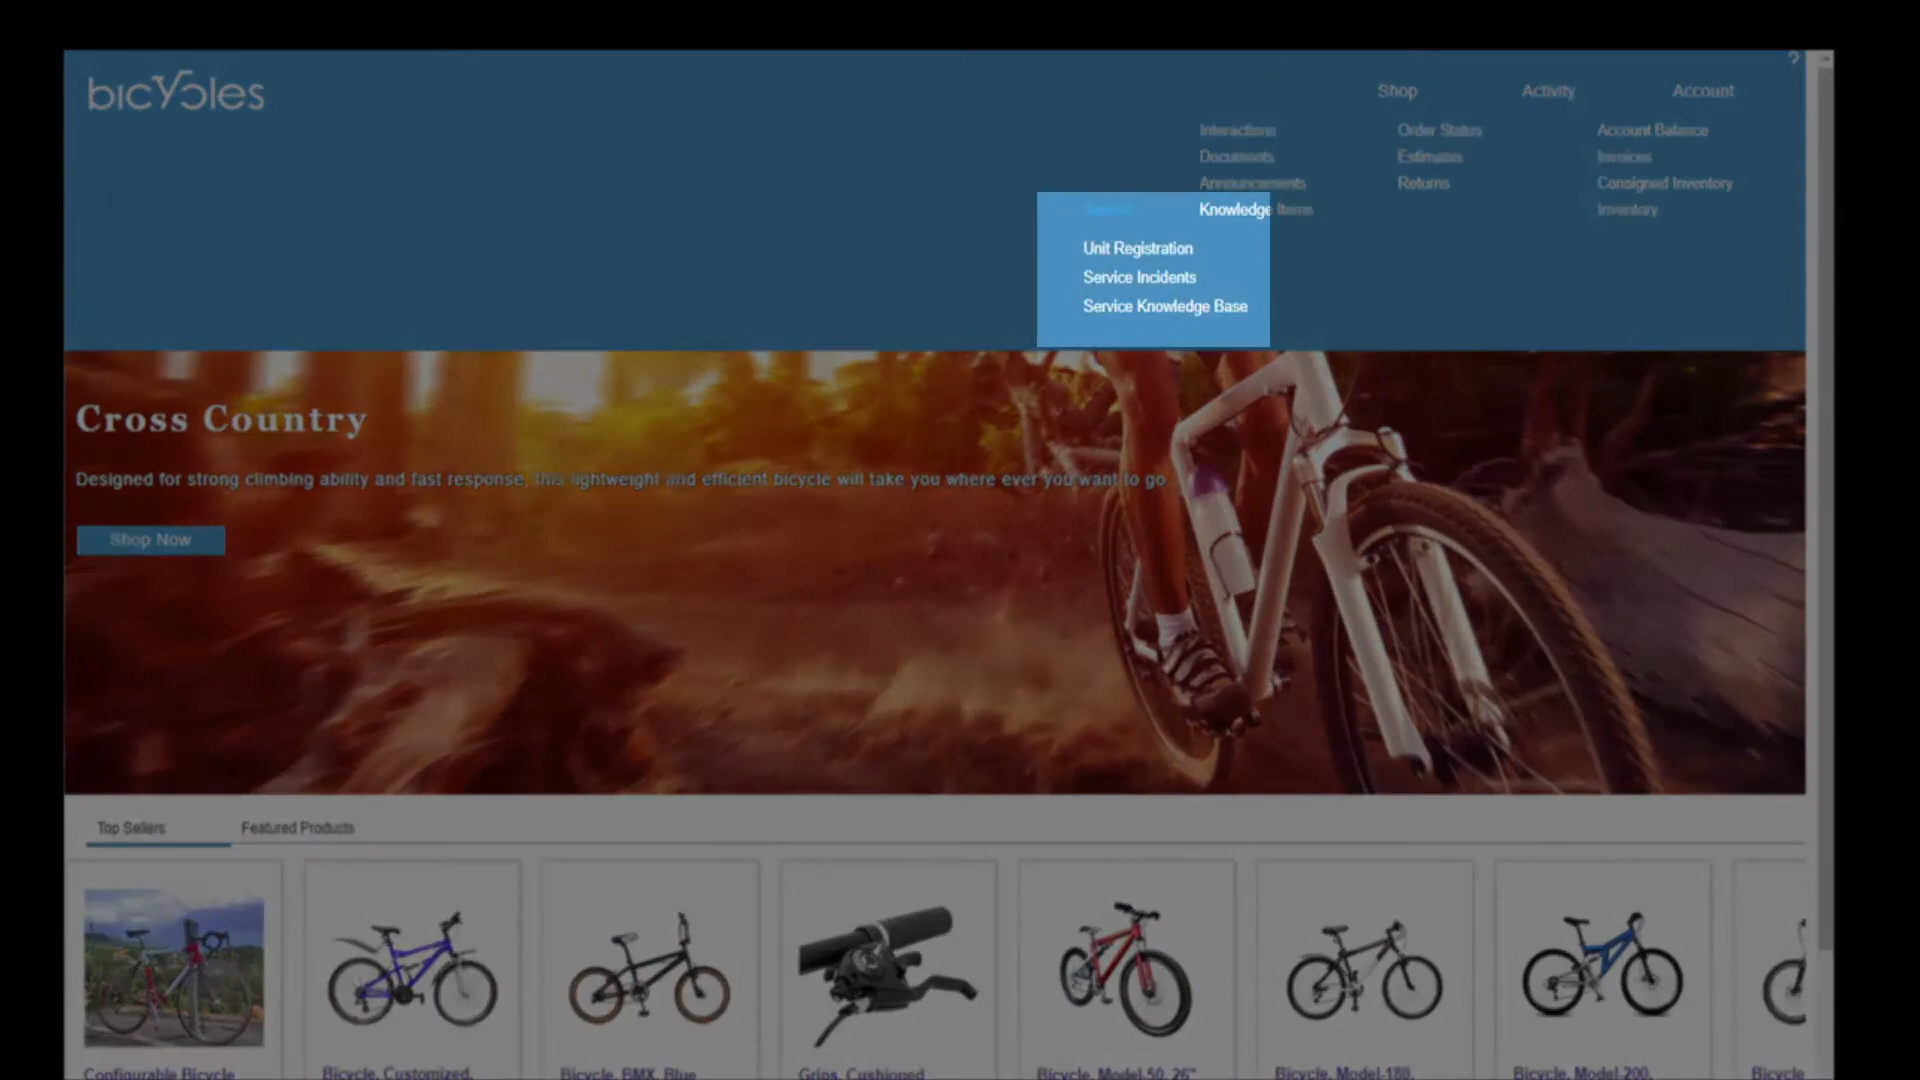 bicycles
Shop Activity Account
Interactions Order Status Account Balance
Documents Estimates Invoices
Announcements Returns Consigned Inventory
Service Knowledge Items Inventory
Unit Registration
Service Incidents
Service Knowledge Base
Cross Country
Designed for strong climbing ability and fast response, this lightweight and efficient bicycle will take you where ever you want to go.
Shop Now
Top Sellers Featured Products
Configurable Bicycle Bicycle, Customized, Bicycle, BMX, Blue Grips, Cushioned Bicycle, Model-50, 26" Bicycle, Model-180, Bicycle, Model-200, Bicycle